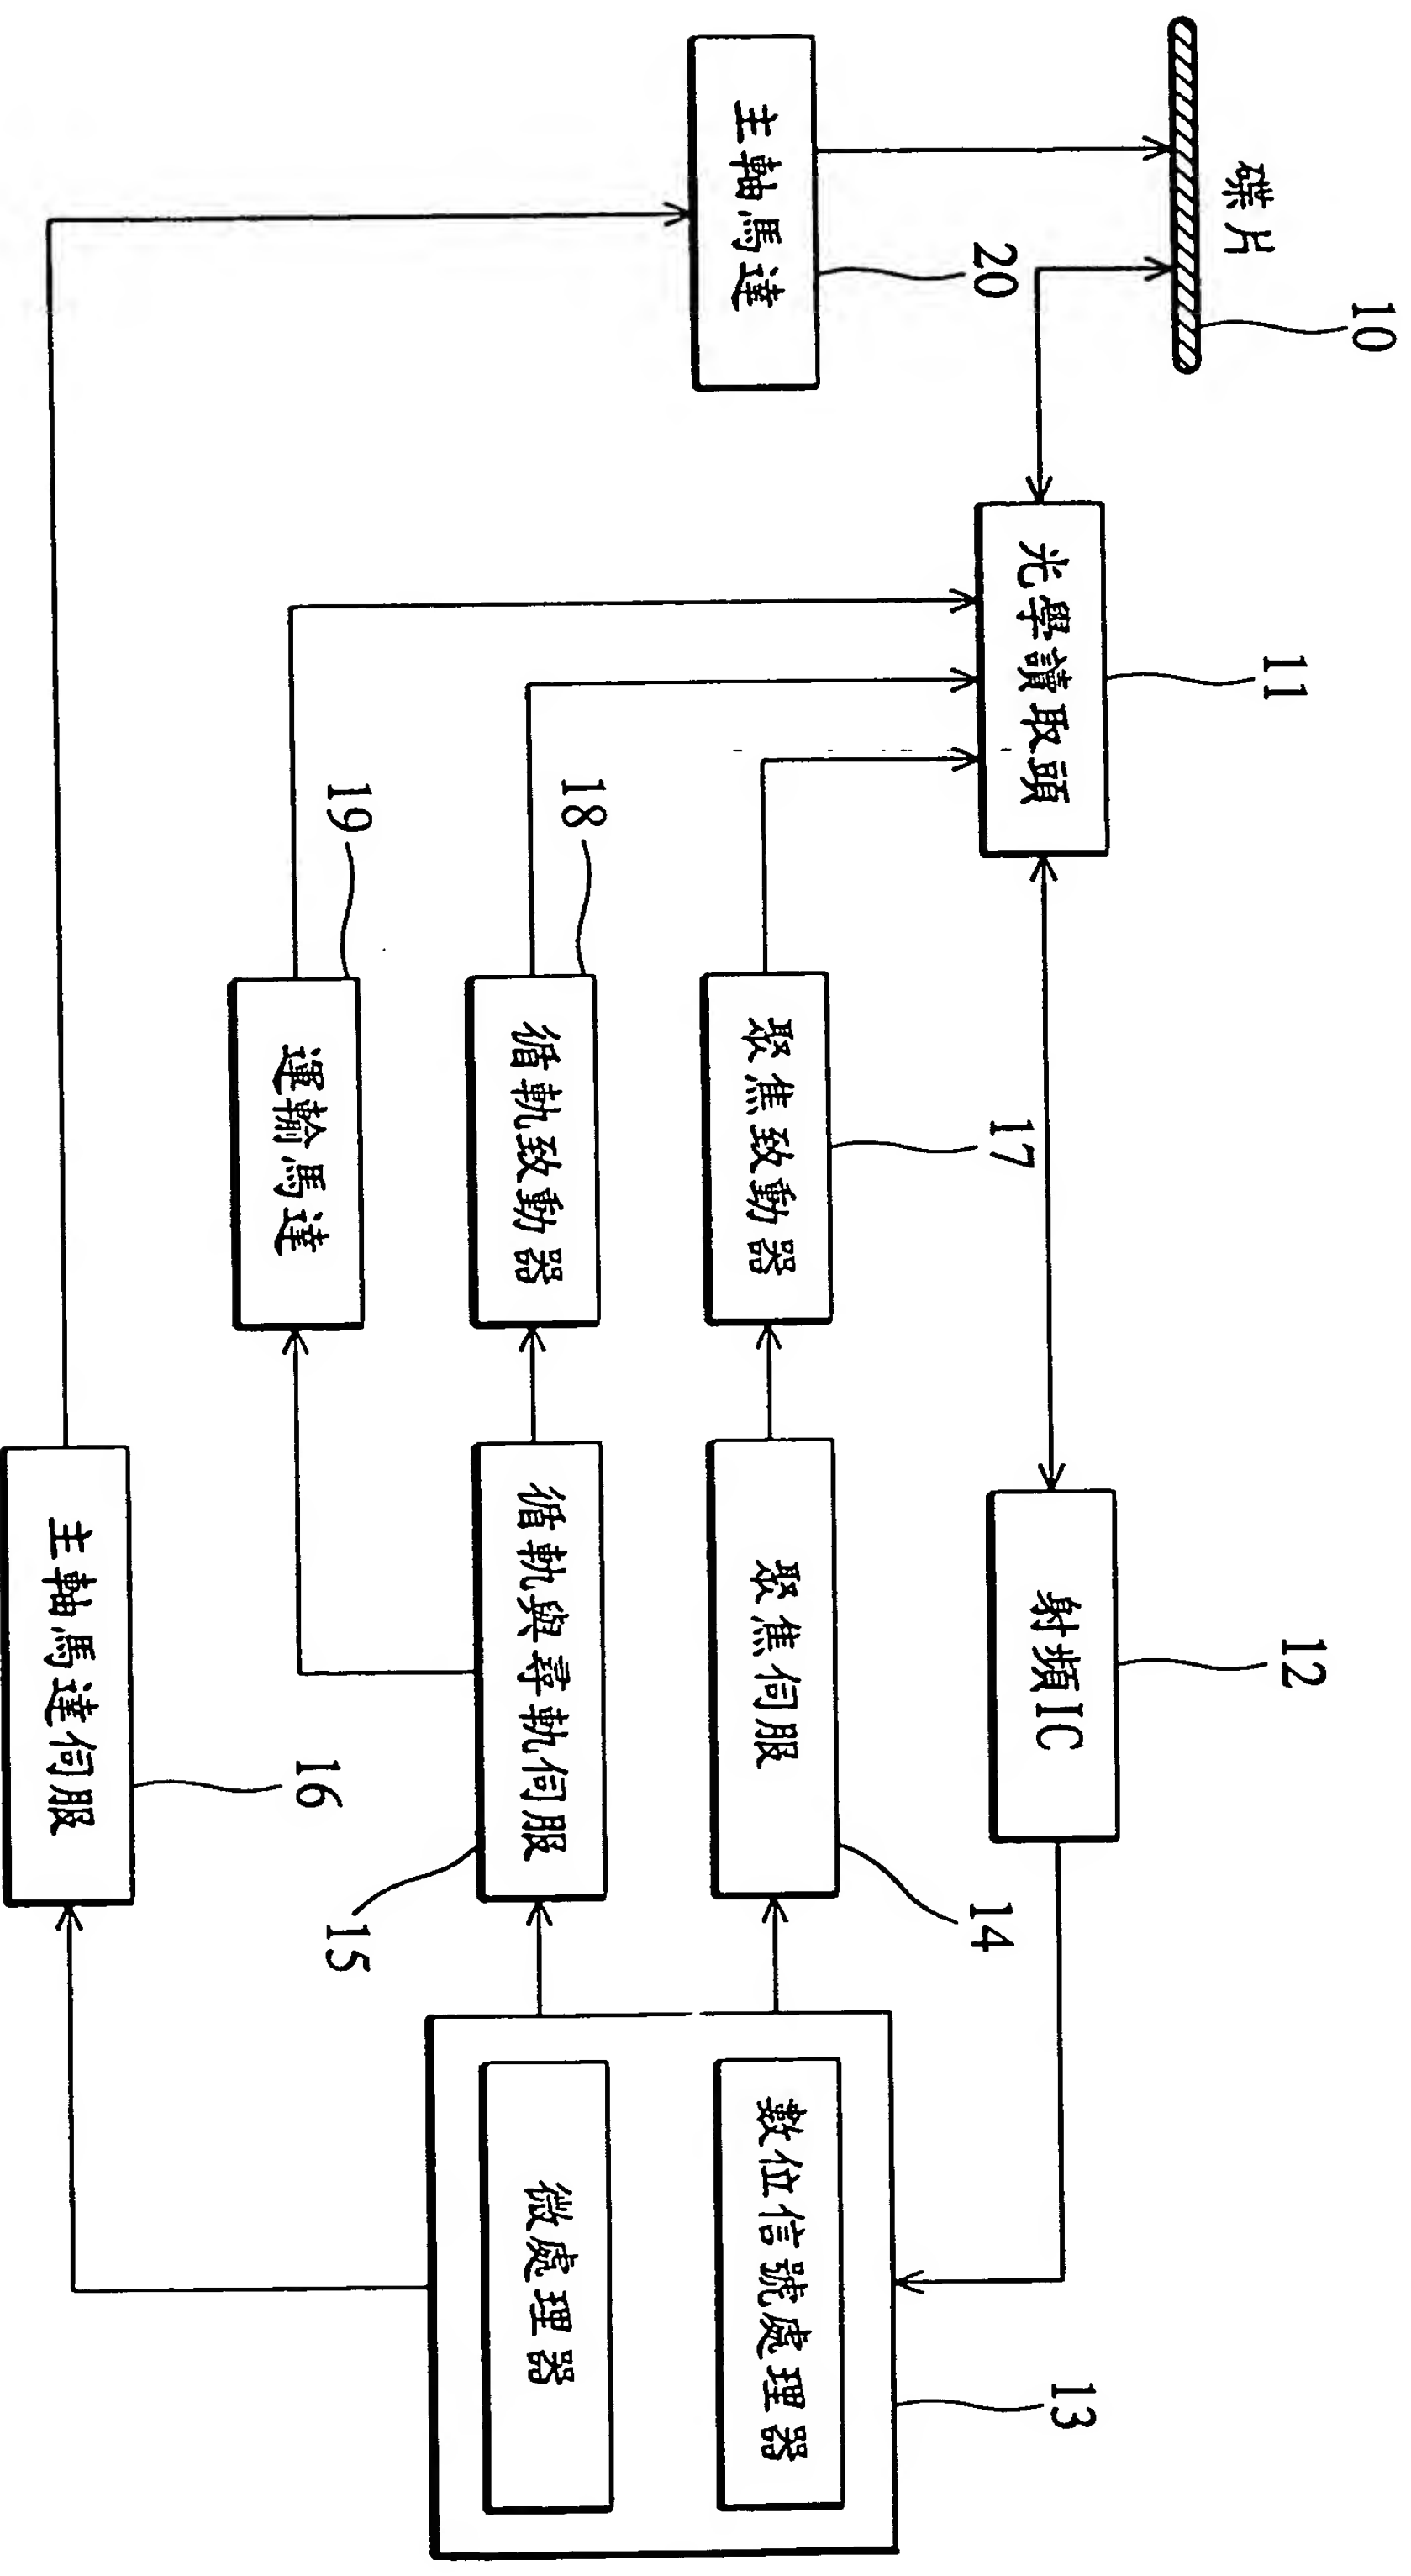 碟片
10
光學讀取頭
11
射頻IC
12
主軸馬達
20
聚焦致動器
17
聚焦伺服
14
數位信號處理器
微處理器
13
循軌致動器
18
循軌與尋軌伺服
15
運輸馬達
19
主軸馬達伺服
16